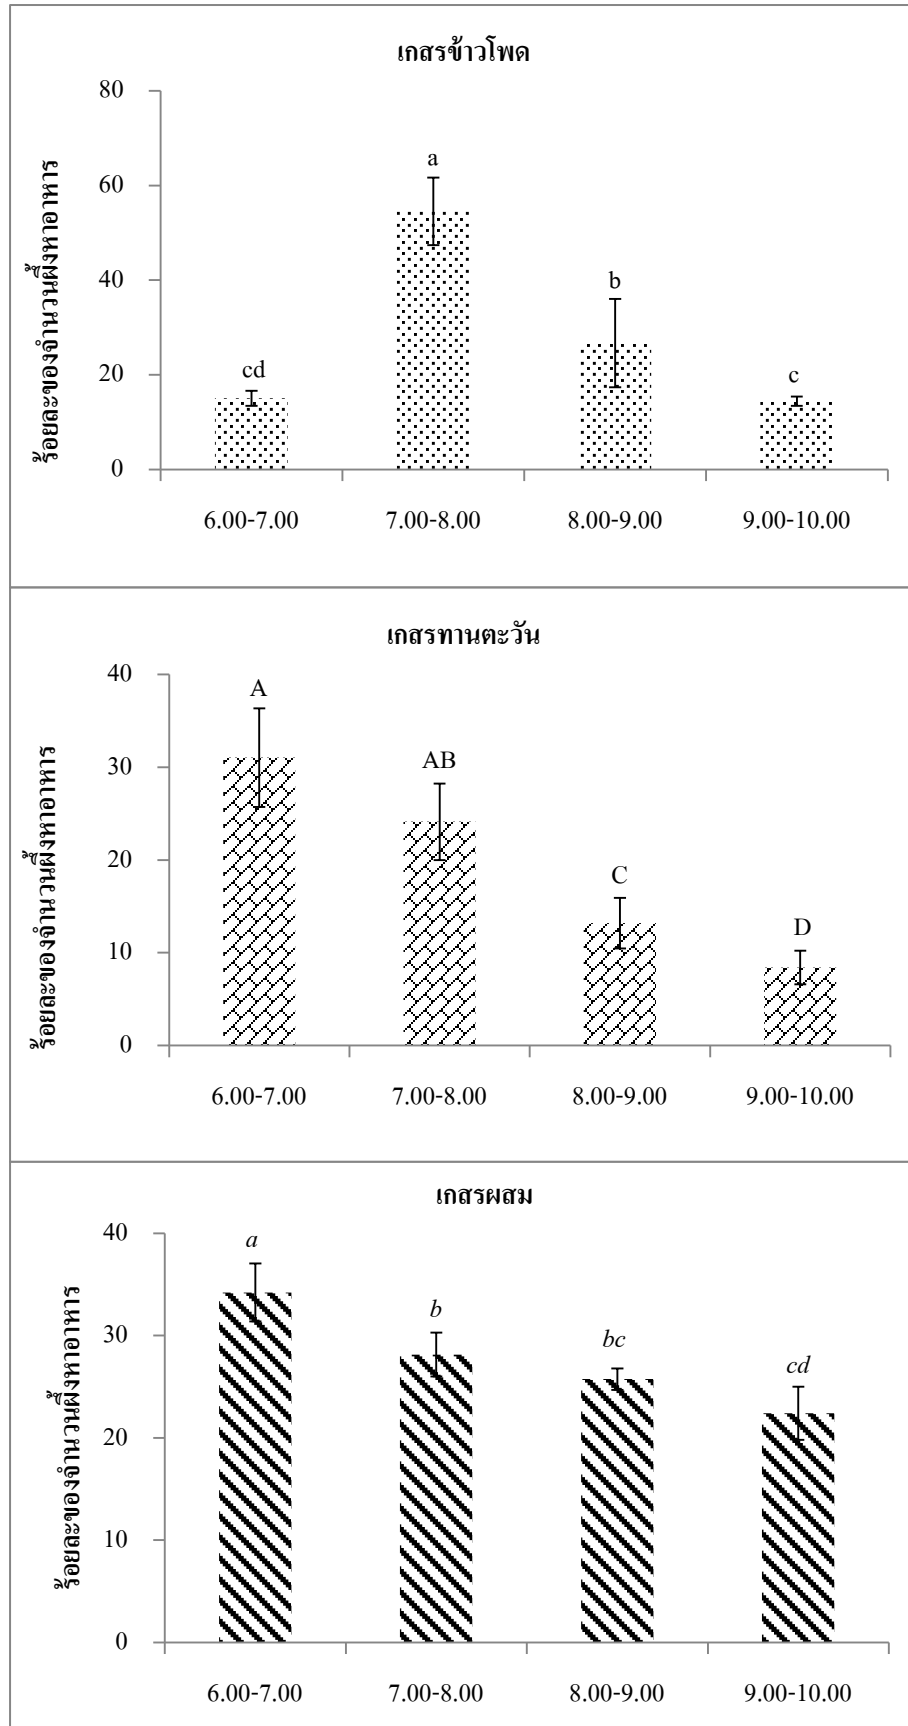 เกสรข้าวโพด
ร้อยละของจำนวนผึ้งหาอาหาร
80
60
40
20
0
cd
a
b
c
6.00-7.00 7.00-8.00 8.00-9.00 9.00-10.00
เกสรทานตะวัน
ร้อยละของจำนวนผึ้งหาอาหาร
40
30
20
10
0
A
AB
C
D
6.00-7.00 7.00-8.00 8.00-9.00 9.00-10.00
เกสรผสม
ร้อยละของจำนวนผึ้งหาอาหาร
40
30
20
10
0
a
b
bc
cd
6.00-7.00 7.00-8.00 8.00-9.00 9.00-10.00